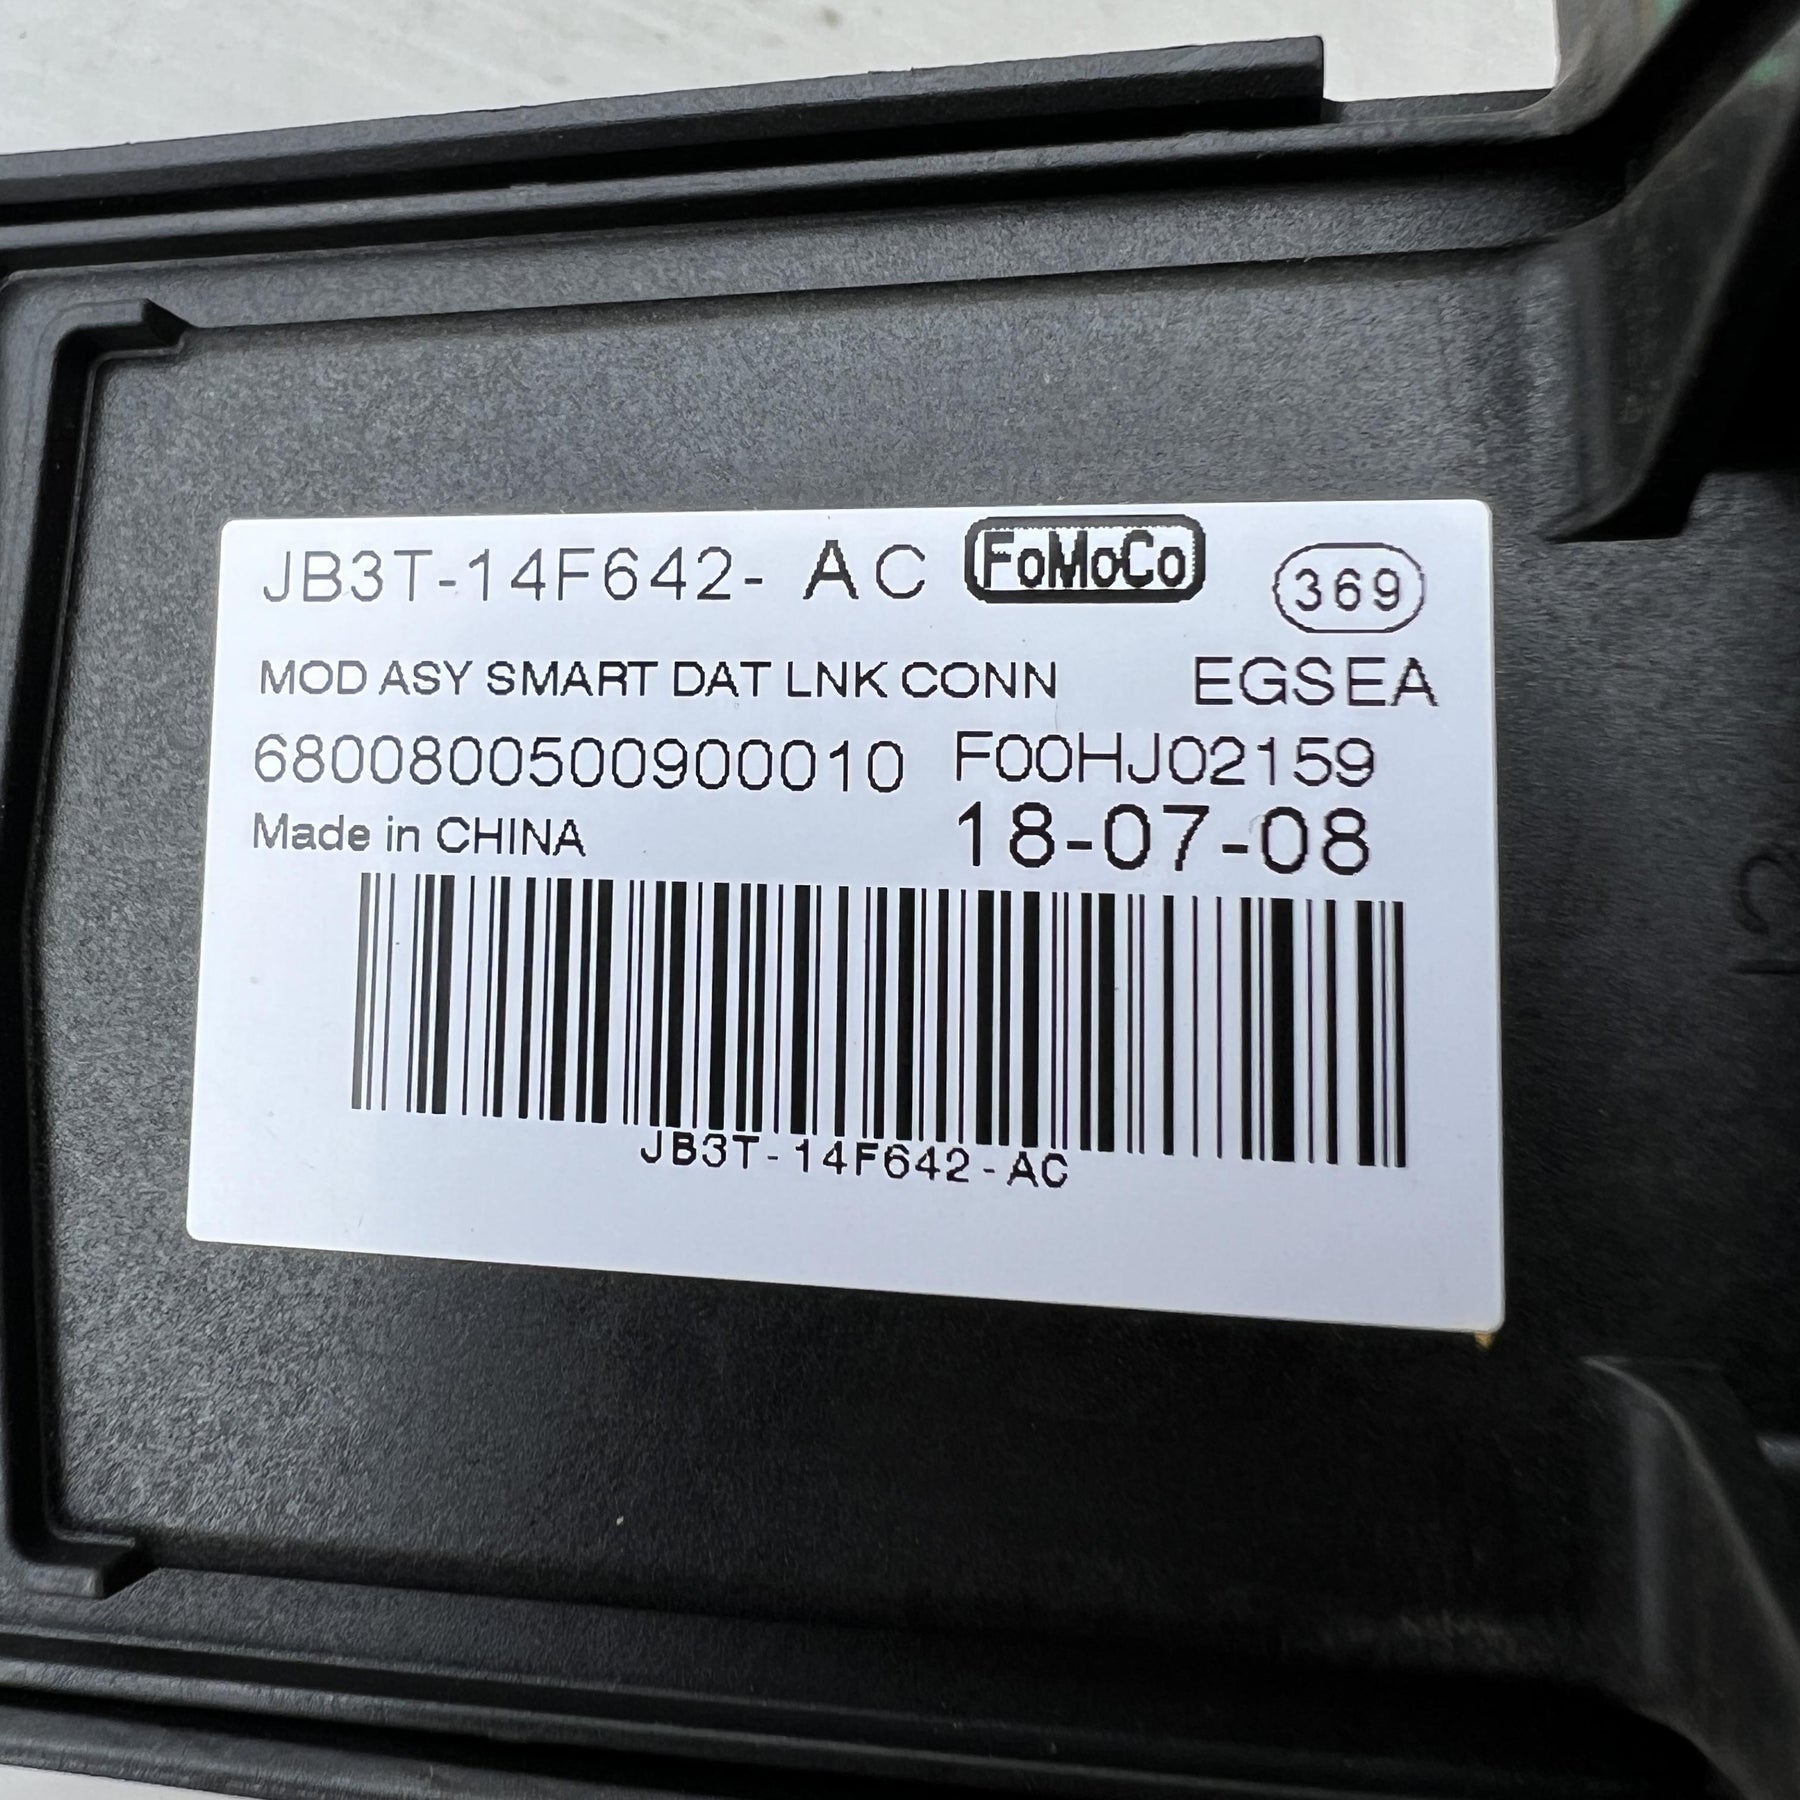 JB3T-14F642- AC FoMoCo 369
MOD ASY SMART DAT LNK CONN EGSEA
6800800500900010 F00HJ02159
Made in CHINA 18-07-08
JB3T-14F642-AC